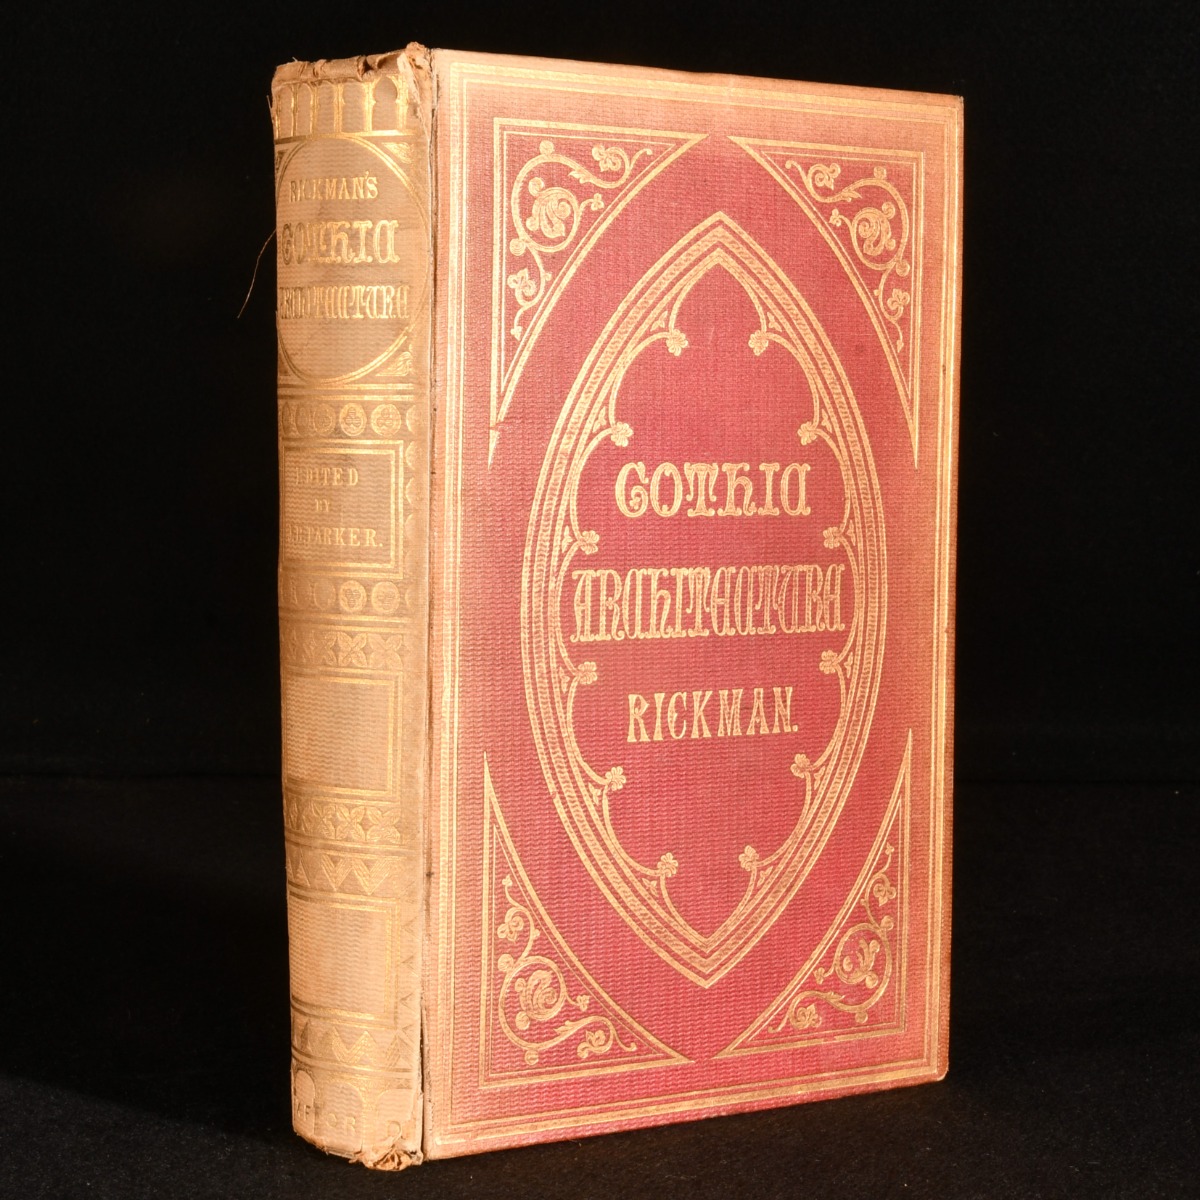 RICKMAN'S
GOTHIC
ARCHITECTURE
EDITED
BY
PARKER.
GOTHIC
ARCHITECTURE
RICKMAN.